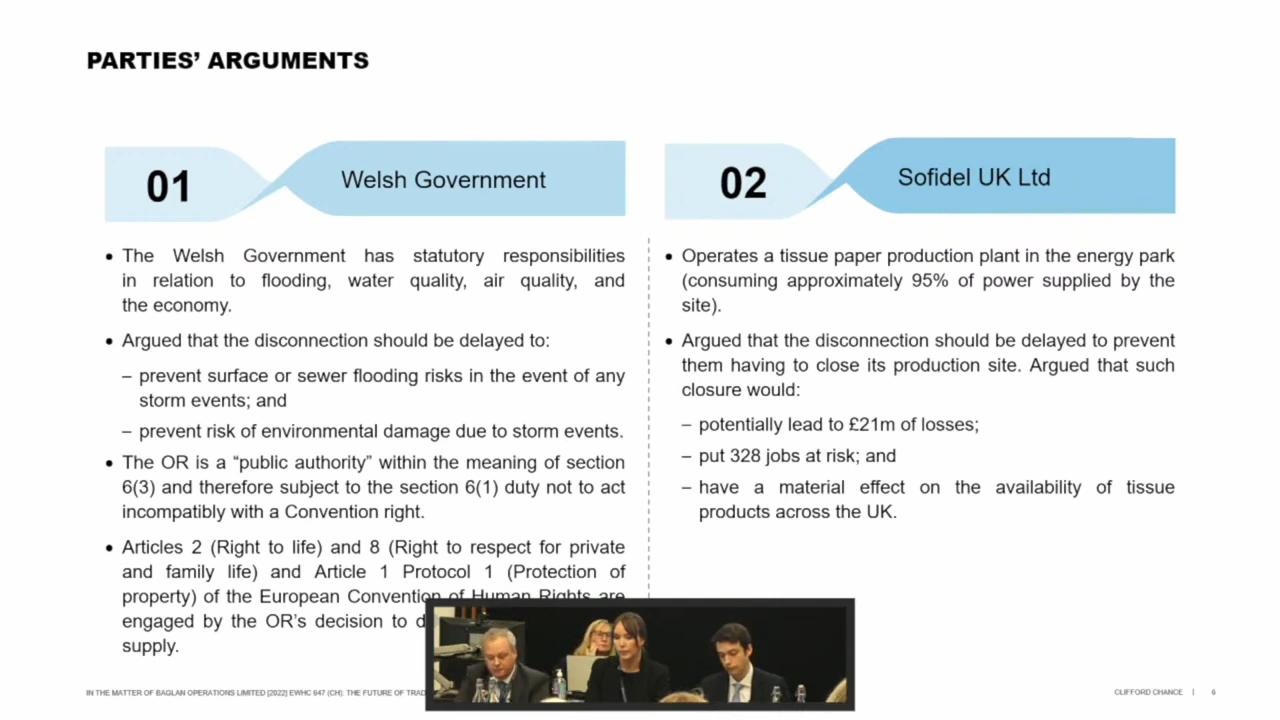 PARTIES’ ARGUMENTS
01
Welsh Government
• The Welsh Government has statutory responsibilities
in relation to flooding, water quality, air quality, and
the economy.
• Argued that the disconnection should be delayed to:
– prevent surface or sewer flooding risks in the event of any
storm events; and
– prevent risk of environmental damage due to storm events.
• The OR is a “public authority” within the meaning of section
6(3) and therefore subject to the section 6(1) duty not to act
incompatibly with a Convention right.
• Articles 2 (Right to life) and 8 (Right to respect for private
and family life) and Article 1 Protocol 1 (Protection of
property) of the European Convention of Human Rights are
engaged by the OR’s decision to
supply.
02
Sofidel UK Ltd
• Operates a tissue paper production plant in the energy park
(consuming approximately 95% of power supplied by the
site).
• Argued that the disconnection should be delayed to prevent
them having to close its production site. Argued that such
closure would:
– potentially lead to £21m of losses;
– put 328 jobs at risk; and
– have a material effect on the availability of tissue
products across the UK.
IN THE MATTER OF BAGLAN OPERATIONS LIMITED [2022] EWHC 647 (CH): THE FUTURE OF
CLIFFORD CHANCE | 6